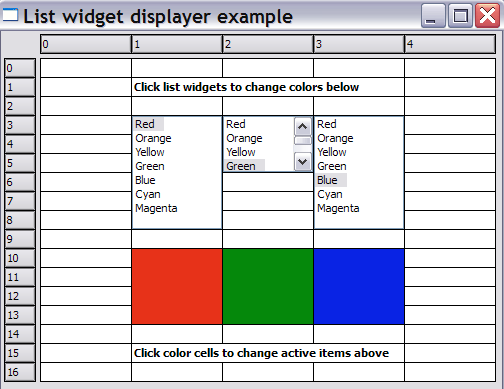 List widget displayer example
0 1 2 3 4
0
1 Click list widgets to change colors below
2
3 Red Red Red
Orange Orange Orange
4 Yellow Yellow Yellow
5 Green Green Green
6 Blue Blue
7 Cyan Cyan
8 Magenta Magenta
9
10
11
12
13
14
15 Click color cells to change active items above
16